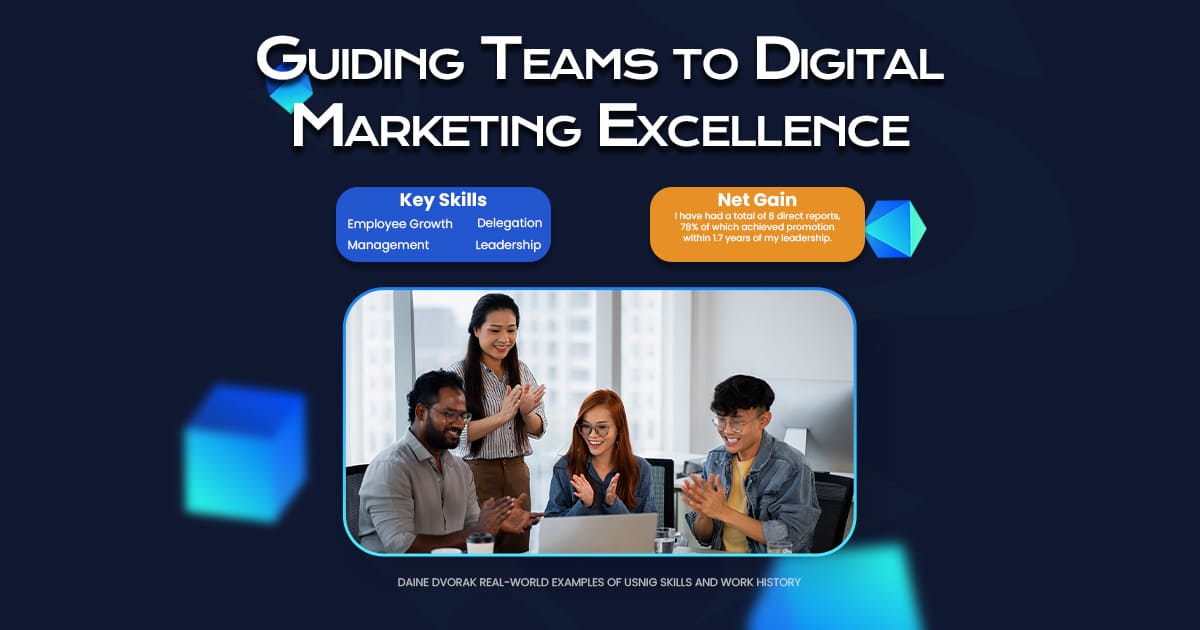 Guiding Teams to Digital
Marketing Excellence
Key Skills
Employee Growth
Delegation
Management
Leadership
Net Gain
I have had a total of 8 direct reports,
78% of which achieved promotion
within 1.7 years of my leadership.
DAINE DVORAK REAL-WORLD EXAMPLES OF USNIG SKILLS AND WORK HISTORY